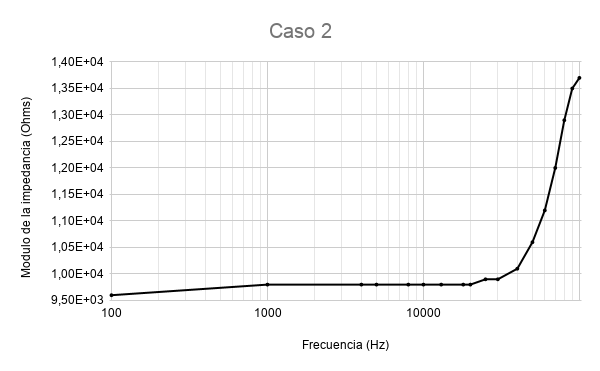 Caso 2
Modulo de la impedancia (Ohms)
1,40E+04
1,35E+04
1,30E+04
1,25E+04
1,20E+04
1,15E+04
1,10E+04
1,05E+04
1,00E+04
9,50E+03
100
1000
10000
Frecuencia (Hz)